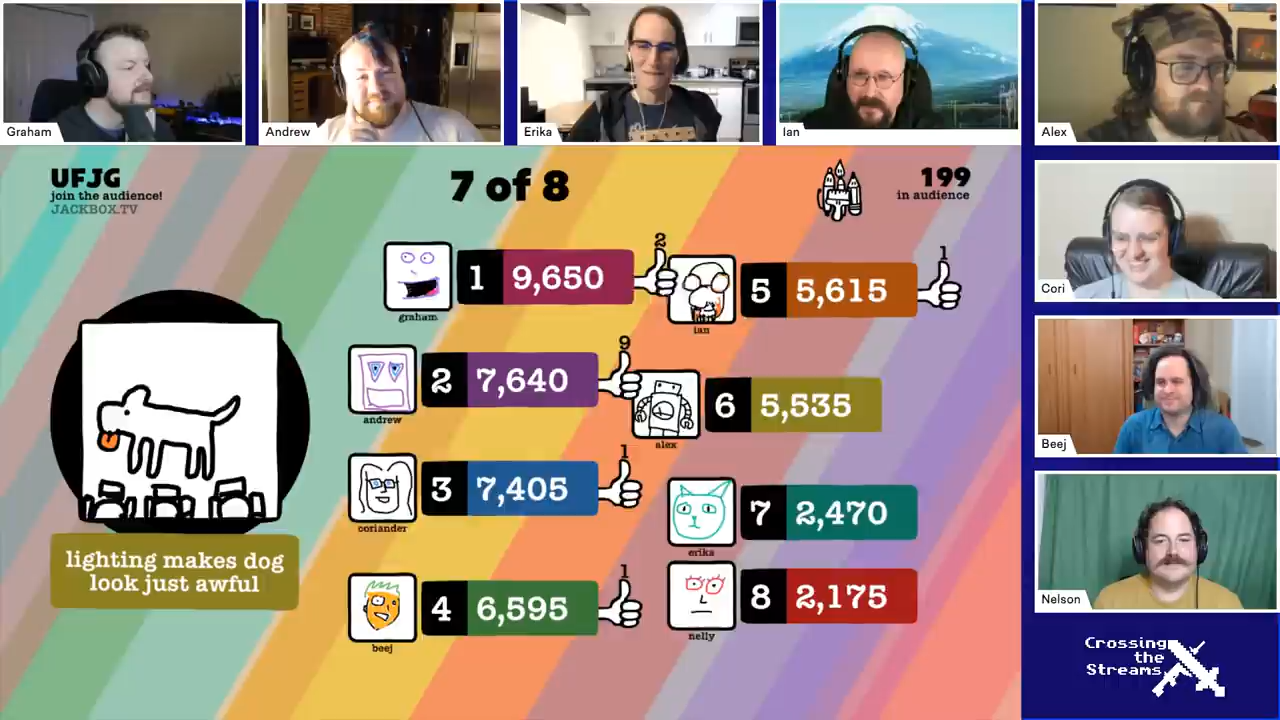 Graham
Andrew
Erika
Ian
Alex
UFJG
join the audience!
JACKBOX.TV
7 of 8
199
in audience
2
1 9,650
graham
1
5 5,615
ian
9
2 7,640
andrew
6 5,535
alex
1
3 7,405
coriander
7 2,470
erika
1
4 6,595
beej
8 2,175
nelly
lighting makes dog
look just awful
Cori
Beej
Nelson
Crossing
the
Streams